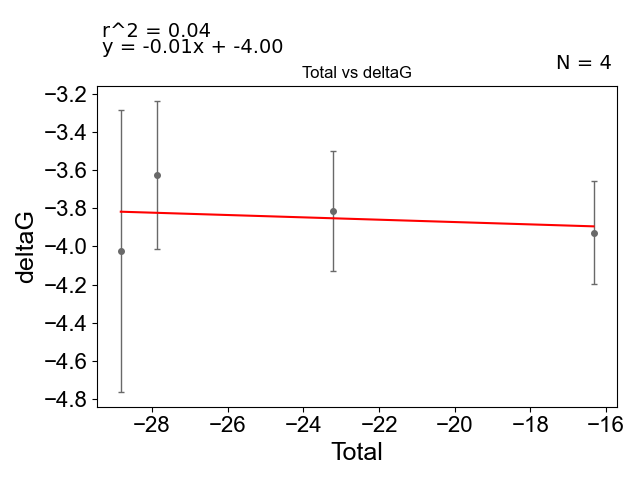 r^2 = 0.04
y = -0.01x + -4.00
N = 4
Total vs deltaG
−3.2
−3.4
−3.6
−3.8
−4.0
−4.2
−4.4
−4.6
−4.8
deltaG
−28
−26
−24
−22
−20
−18
−16
Total